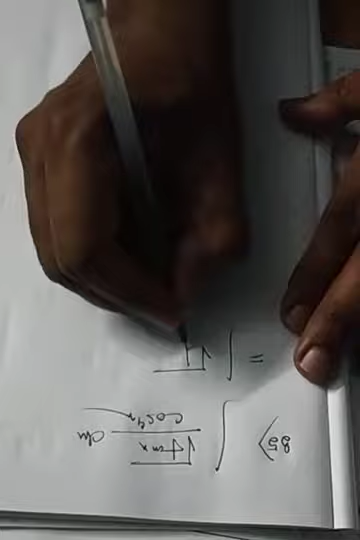 85) ∫ √tanx / cos⁴x dx
= ∫ √t